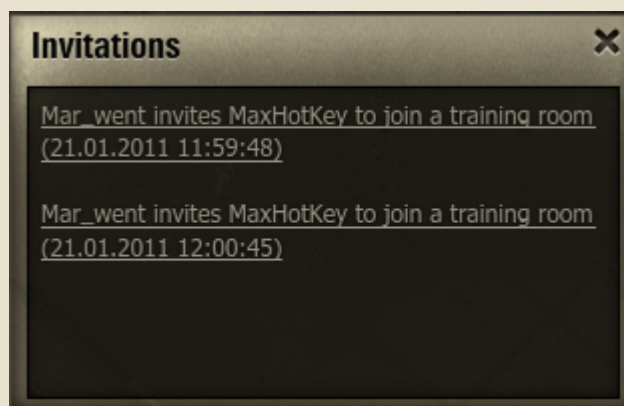 Invitations
Mar_went invites MaxHotKey to join a training room
(21.01.2011 11:59:48)
Mar_went invites MaxHotKey to join a training room
(21.01.2011 12:00:45)